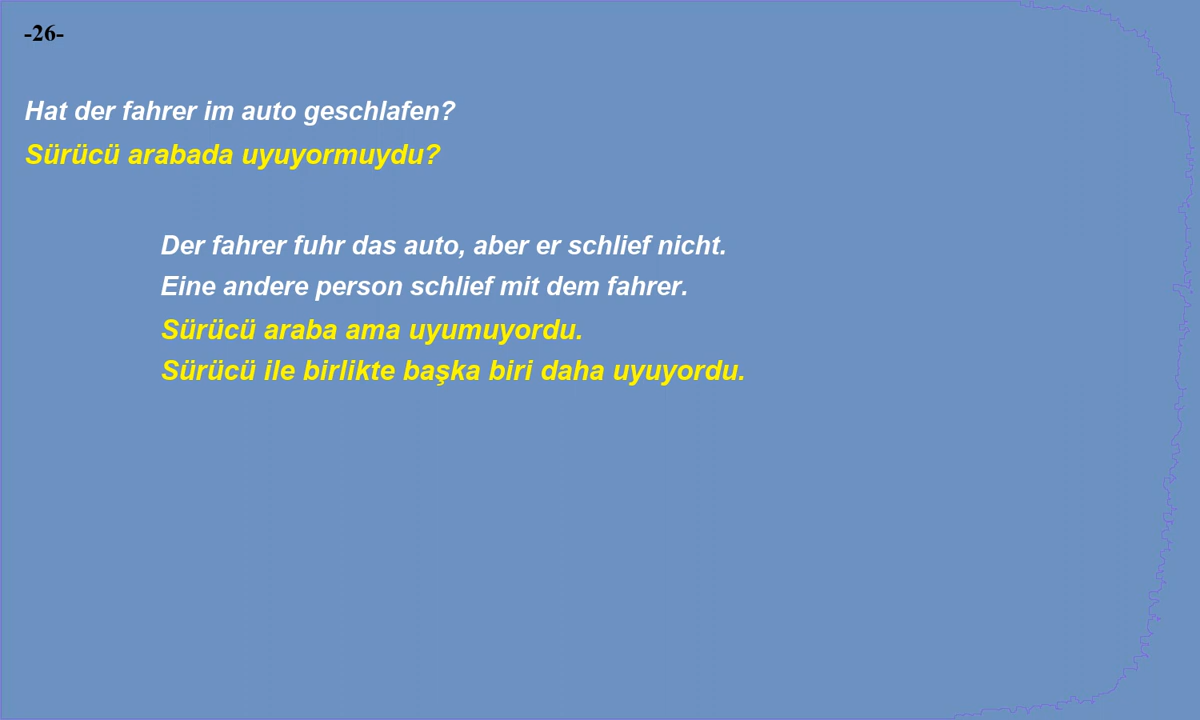 -26-
Hat der fahrer im auto geschlafen?
Sürücü arabada uyuyormuydu?
Der fahrer fuhr das auto, aber er schlief nicht.
Eine andere person schlief mit dem fahrer.
Sürücü araba ama uyumuyordu.
Sürücü ile birlikte başka biri daha uyuyordu.